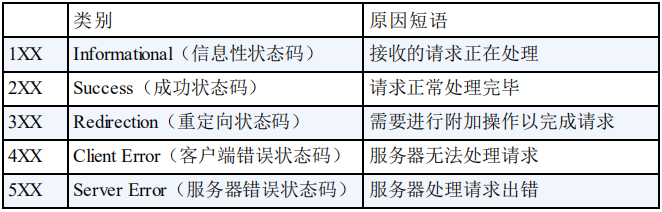 类别 原因短语
1XX Informational（信息性状态码） 接收的请求正在处理
2XX Success（成功状态码） 请求正常处理完毕
3XX Redirection（重定向状态码） 需要进行附加操作以完成请求
4XX Client Error（客户端错误状态码） 服务器无法处理请求
5XX Server Error（服务器错误状态码） 服务器处理请求出错